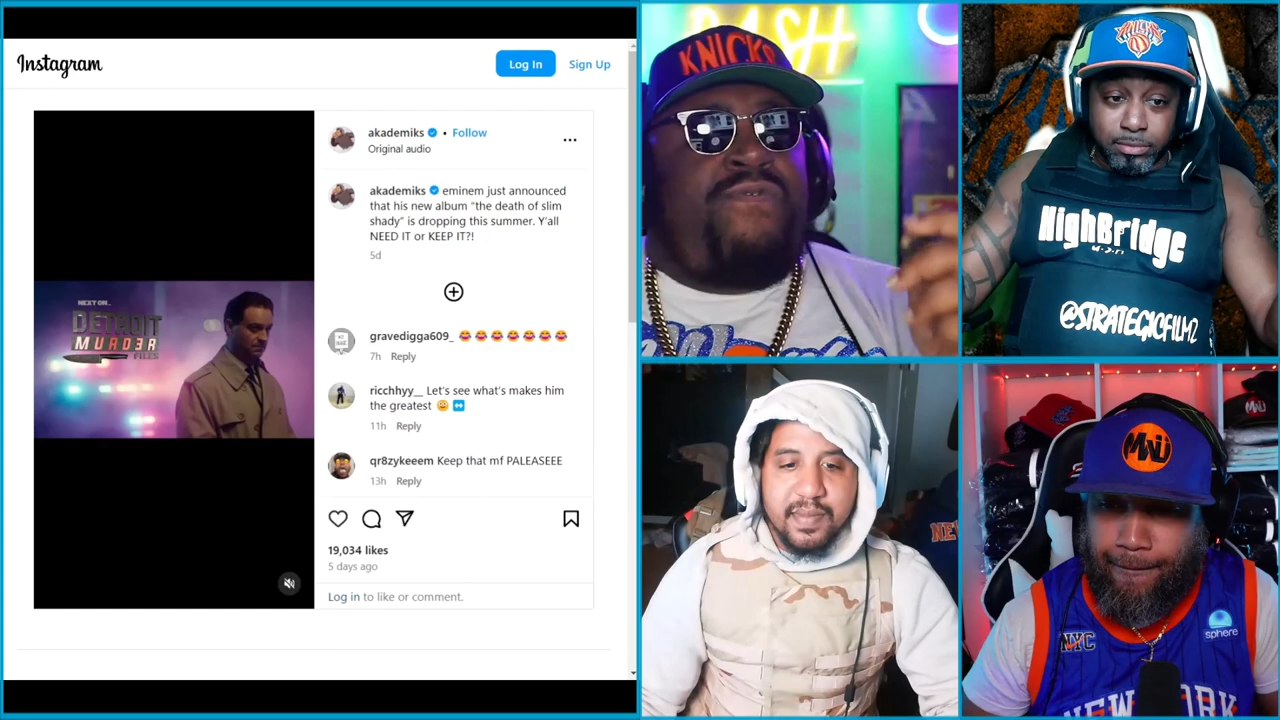 Instagram
Log In
Sign Up
akademiks • Follow
Original audio
akademiks eminem just announced
that his new album "the death of slim
shady" is dropping this summer. Y'all
NEED IT or KEEP IT?!
5d
NEXT ON...
DETROIT
MURD3R
FILES
gravedigga609_ 😂😂😂😂😂😂😂
7h Reply
ricchhyy__ Let's see what's makes him
the greatest
11h Reply
qr8zykeeem Keep that mf PALEASEEE
13h Reply
19,034 likes
5 days ago
Log in to like or comment.
KNICKS
HighBridge
@STRATEGICFILMZ
NE
sphere
NYC
NEW YORK